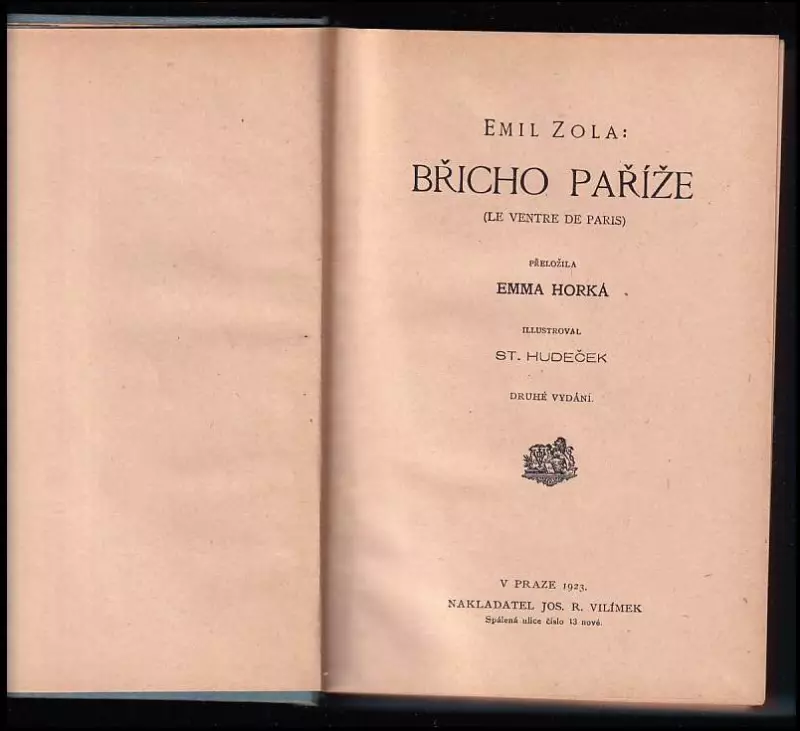 EMIL ZOLA:
BŘICHO PAŘÍŽE
(LE VENTRE DE PARIS)
PŘELOŽILA
EMMA HORKÁ
ILLUSTROVAL
ST. HUDEČEK
DRUHÉ VYDÁNÍ.
V PRAZE 1923.
NAKLADATEL JOS. R. VILÍMEK
Spálená ulice číslo 13 nové.